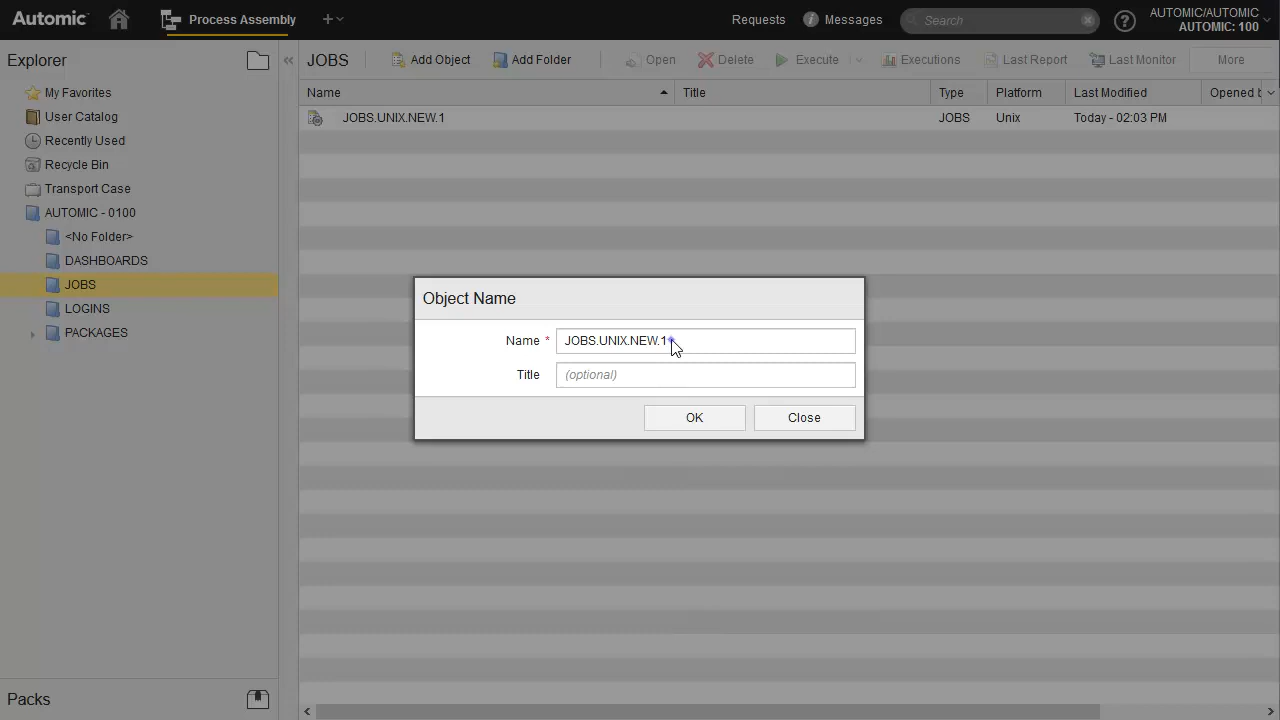 Automic
Process Assembly
Requests
Messages
Search
AUTOMIC/AUTOMIC
AUTOMIC: 100
Explorer
My Favorites
User Catalog
Recently Used
Recycle Bin
Transport Case
AUTOMIC - 0100
<No Folder>
DASHBOARDS
JOBS
LOGINS
PACKAGES
Packs
JOBS
Add Object
Add Folder
Open
Delete
Execute
Executions
Last Report
Last Monitor
More
Name
Title
Type
Platform
Last Modified
Opened
JOBS.UNIX.NEW.1
JOBS
Unix
Today - 02:03 PM
Object Name
Name *
JOBS.UNIX.NEW.1
Title
(optional)
OK
Close